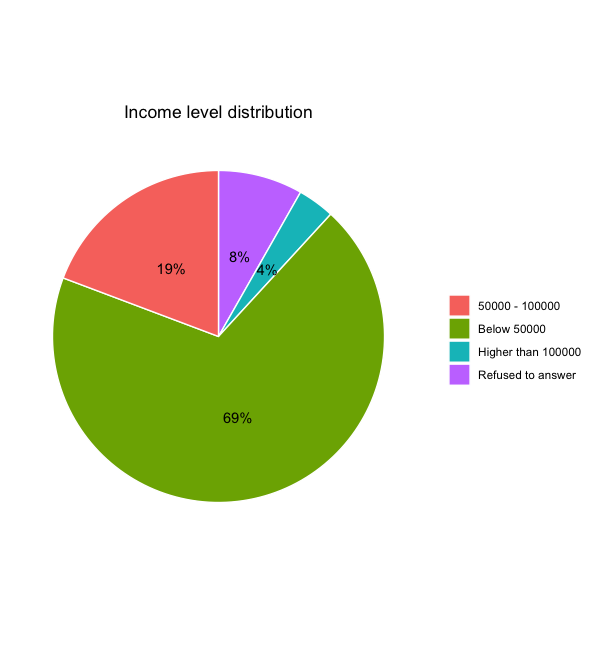 Income level distribution
8%
4%
19%
69%
50000 - 100000
Below 50000
Higher than 100000
Refused to answer